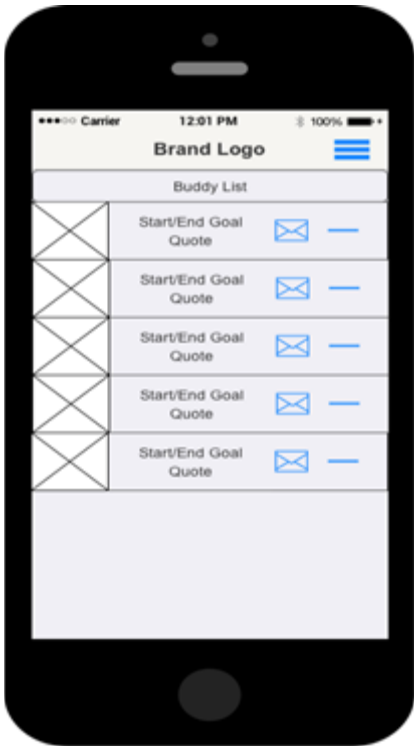 Carrier 12:01 PM 100%
Brand Logo
Buddy List
Start/End Goal
Quote
Start/End Goal
Quote
Start/End Goal
Quote
Start/End Goal
Quote
Start/End Goal
Quote